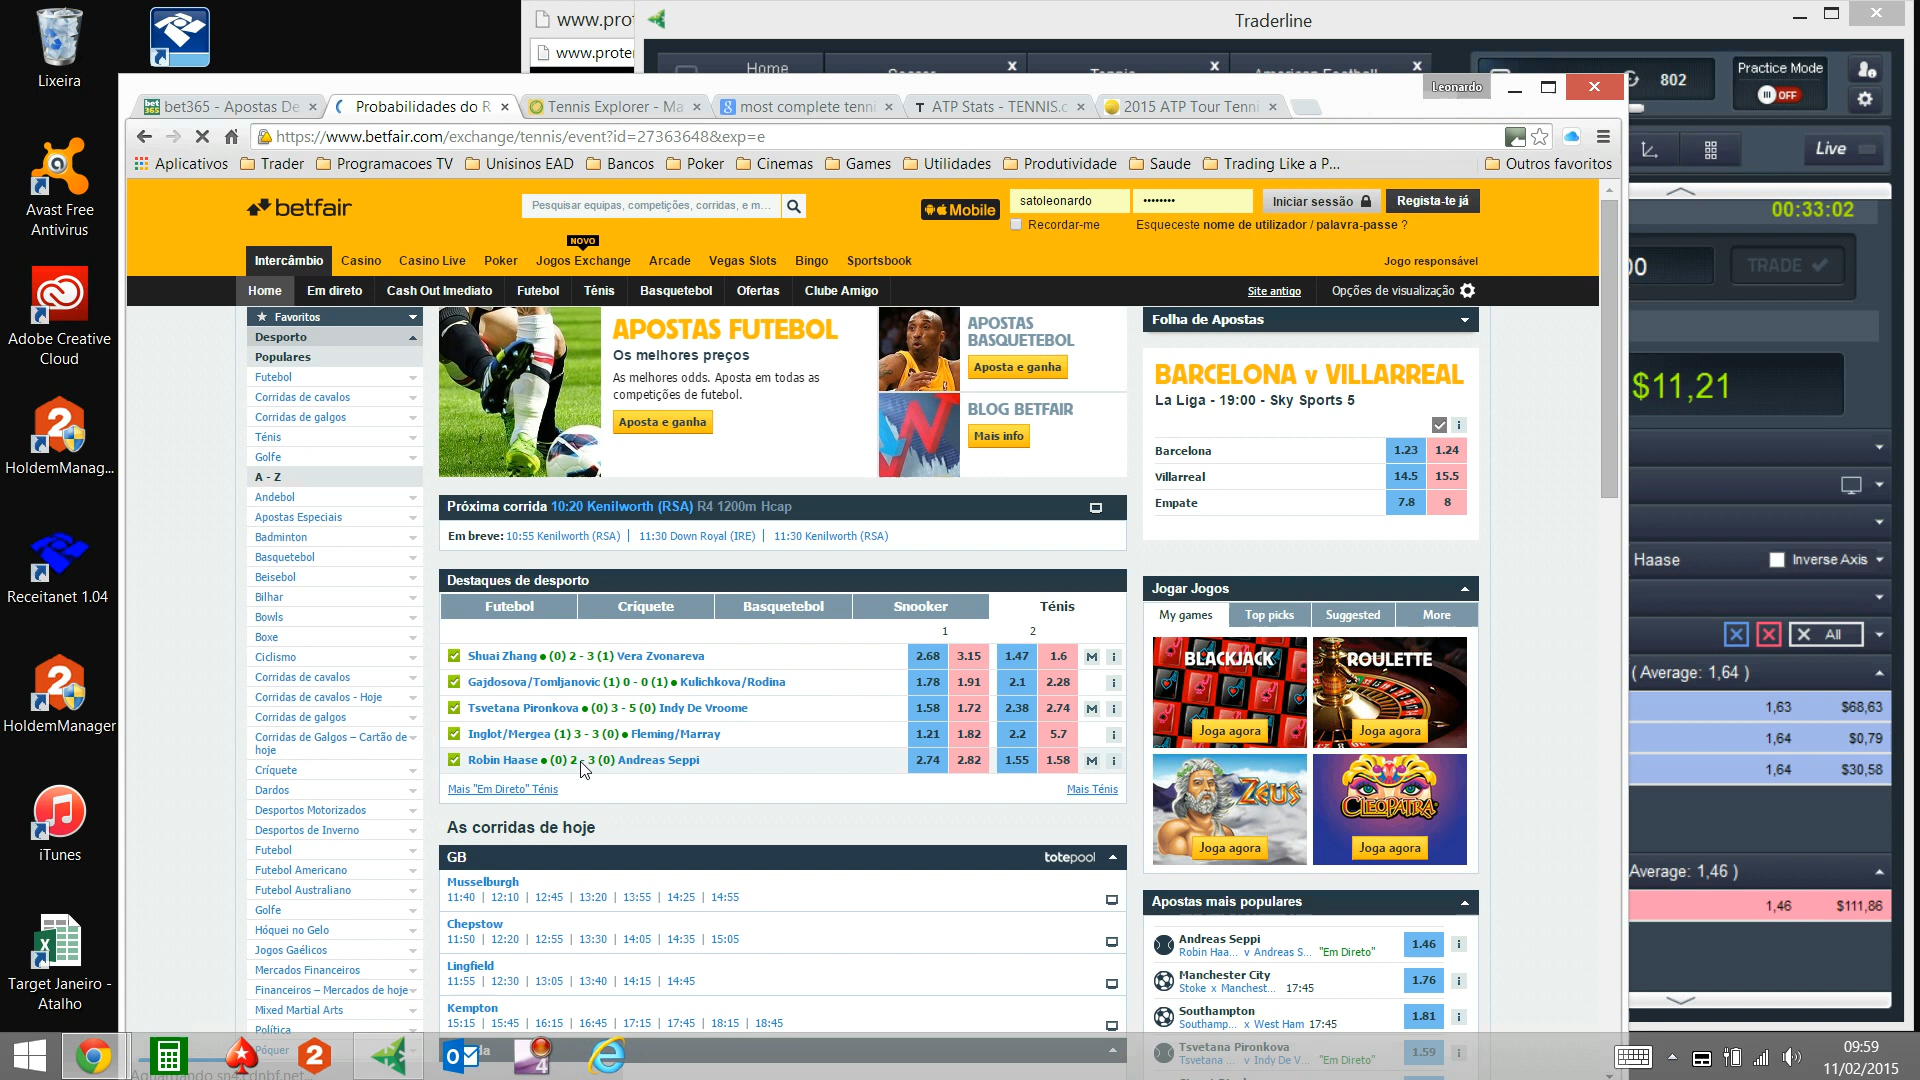 Lixeira
Avast Free
Antivirus
Adobe Creative
Cloud
HoldemManag...
Receitanet 1.04
HoldemManager
iTunes
Target Janeiro -
Atalho
www.prot
www.proter
Traderline
Home
Tennis
American Football
802
Practice Mode
OFF
Leonardo
bet365 - Apostas De
Probabilidades do R
Tennis Explorer - Ma
most complete tenni
ATP Stats - TENNIS.c
2015 ATP Tour Tenni
https://www.betfair.com/exchange/tennis/event?id=27363648&exp=e
Aplicativos
Trader
Programacoes TV
Unisinos EAD
Bancos
Poker
Cinemas
Games
Utilidades
Produtividade
Saude
Trading Like a P...
Outros favoritos
Live
betfair
Pesquisar equipas, competições, corridas, e m...
Mobile
satoleonardo
••••••••
Iniciar sessão
Regista-te já
Recordar-me
Esqueceste nome de utilizador / palavra-passe ?
NOVO
Intercâmbio
Casino
Casino Live
Poker
Jogos Exchange
Arcade
Vegas Slots
Bingo
Sportsbook
Jogo responsável
Home
Em direto
Cash Out Imediato
Futebol
Ténis
Basquetebol
Ofertas
Clube Amigo
Site antigo
Opções de visualização
Favoritos
Desporto
Populares
Futebol
Corridas de cavalos
Corridas de galgos
Ténis
Golfe
A - Z
Andebol
Apostas Especiais
Badminton
Basquetebol
Beisebol
Bilhar
Bowls
Boxe
Ciclismo
Corridas de cavalos
Corridas de cavalos - Hoje
Corridas de galgos
Corridas de Galgos – Cartão de
hoje
Críquete
Dardos
Desportos Motorizados
Desportos de Inverno
Futebol
Futebol Americano
Futebol Australiano
Golfe
Hóquei no Gelo
Jogos Gaélicos
Mercados Financeiros
Financeiros – Mercados de hoje
Mixed Martial Arts
Política
Póquer
APOSTAS FUTEBOL
Os melhores preços
As melhores odds. Aposta em todas as
competições de futebol.
Aposta e ganha
APOSTAS
BASQUETEBOL
Aposta e ganha
BLOG BETFAIR
Mais info
Próxima corrida 10:20 Kenilworth (RSA) R4 1200m Hcap
Em breve: 10:55 Kenilworth (RSA) | 11:30 Down Royal (IRE) | 11:30 Kenilworth (RSA)
Destaques de desporto
Futebol
Críquete
Basquetebol
Snooker
Ténis
1 2
Shuai Zhang • (0) 2 - 3 (1) Vera Zvonareva 2.68 3.15 1.47 1.6 M i
Gajdosova/Tomljanovic (1) 0 - 0 (1) • Kulichkova/Rodina 1.78 1.91 2.1 2.28 i
Tsvetana Pironkova • (0) 3 - 5 (0) Indy De Vroome 1.58 1.72 2.38 2.74 M i
Inglot/Mergea (1) 3 - 3 (0) • Fleming/Marray 1.21 1.82 2.2 5.7 i
Robin Haase • (0) 2 - 3 (0) Andreas Seppi 2.74 2.82 1.55 1.58 M i
Mais "Em Direto" Ténis
Mais Ténis
As corridas de hoje
GB
totepool
Musselburgh
11:40 | 12:10 | 12:45 | 13:20 | 13:55 | 14:25 | 14:55
Chepstow
11:50 | 12:20 | 12:55 | 13:30 | 14:05 | 14:35 | 15:05
Lingfield
11:55 | 12:30 | 13:05 | 13:40 | 14:15 | 14:45
Kempton
15:15 | 15:45 | 16:15 | 16:45 | 17:15 | 17:45 | 18:15 | 18:45
Folha de Apostas
BARCELONA v VILLARREAL
La Liga - 19:00 - Sky Sports 5
Barcelona 1.23 1.24
Villarreal 14.5 15.5
Empate 7.8 8
Jogar Jogos
My games
Top picks
Suggested
More
BLACKJACK
Joga agora
ROULETTE
Joga agora
ZEUS
Joga agora
CLEOPATRA
Joga agora
Apostas mais populares
Andreas Seppi
Robin Haa... v Andreas S... "Em Direto"
1.46
Manchester City
Stoke x Manchest... 17:45
1.76
Southampton
Southamp... x West Ham 17:45
1.81
Tsvetana Pironkova
Tsvetana ... v Indy De V... "Em Direto"
1.59
00:33:02
00
TRADE
$11,21
Haase
Inverse Axis
All
( Average: 1,64 )
1,63 $68,63
1,64 $0,79
1,64 $30,58
Average: 1,46 )
1,46 $111,86
Aguardando sn4.cdnbf.net...
09:59
11/02/2015